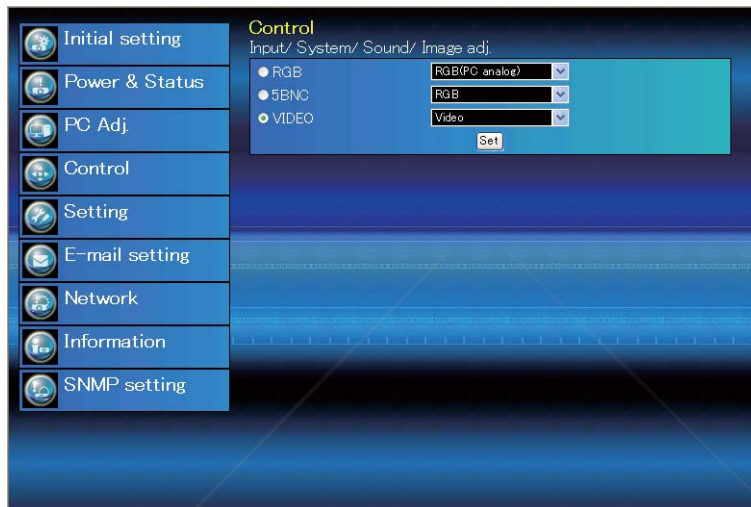 Initial setting
Power & Status
PC Adj.
Control
Setting
E-mail setting
Network
Information
SNMP setting
Control
Input/ System/ Sound/ Image adj.
RGB
RGB(PC analog)
5BNC
RGB
VIDEO
Video
Set